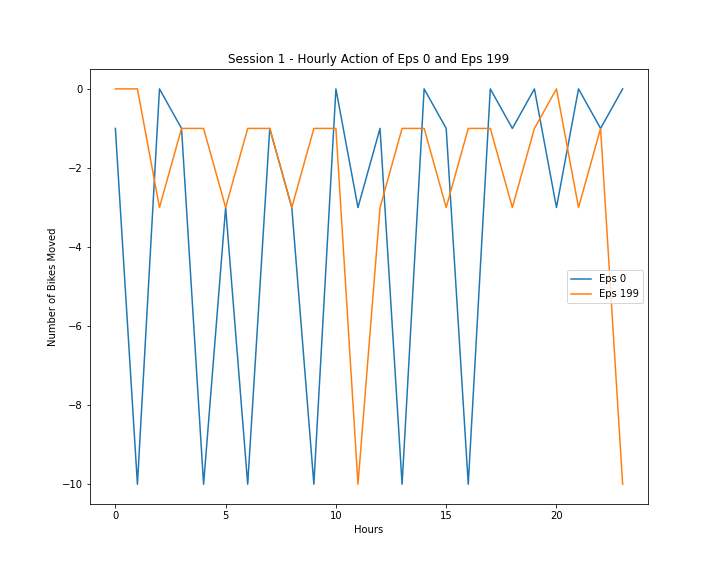 Session 1 - Hourly Action of Eps 0 and Eps 199
0
−2
−4
−6
−8
−10
Number of Bikes Moved
Eps 0
Eps 199
0 5 10 15 20
Hours